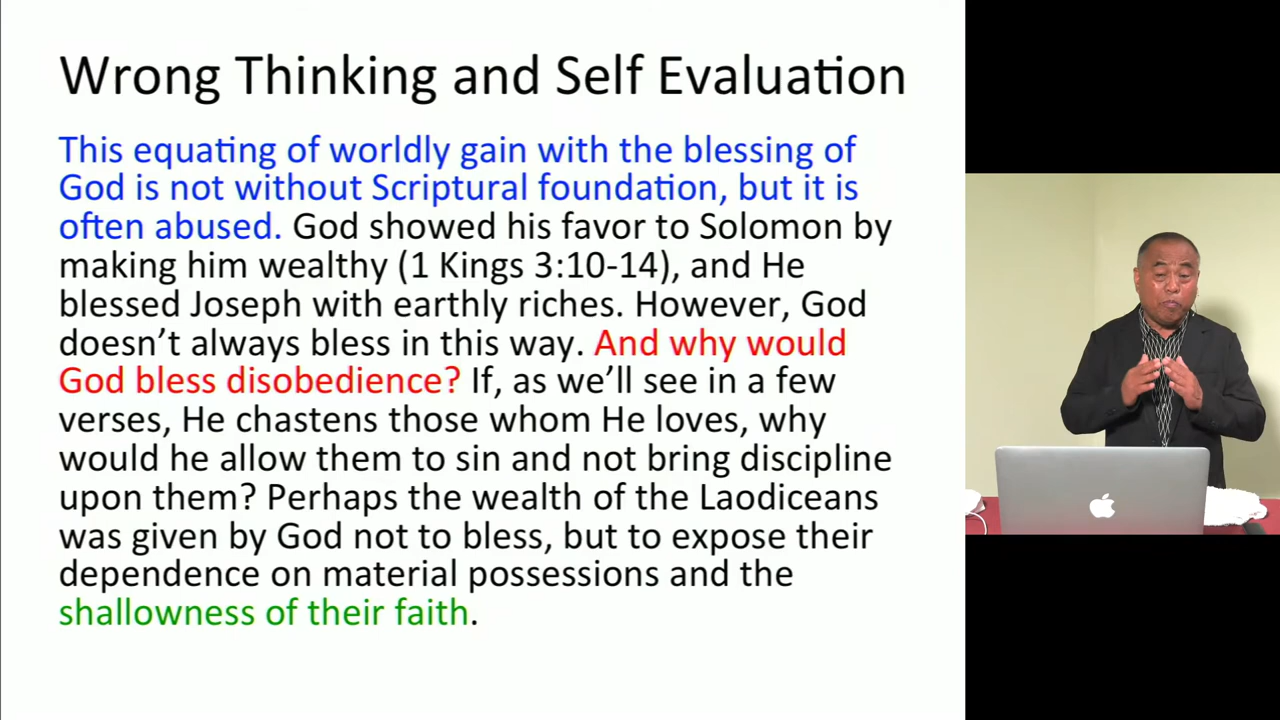 Wrong Thinking and Self Evaluation
This equating of worldly gain with the blessing of
God is not without Scriptural foundation, but it is
often abused. God showed his favor to Solomon by
making him wealthy (1 Kings 3:10-14), and He
blessed Joseph with earthly riches. However, God
doesn’t always bless in this way. And why would
God bless disobedience? If, as we’ll see in a few
verses, He chastens those whom He loves, why
would he allow them to sin and not bring discipline
upon them? Perhaps the wealth of the Laodiceans
was given by God not to bless, but to expose their
dependence on material possessions and the
shallowness of their faith.